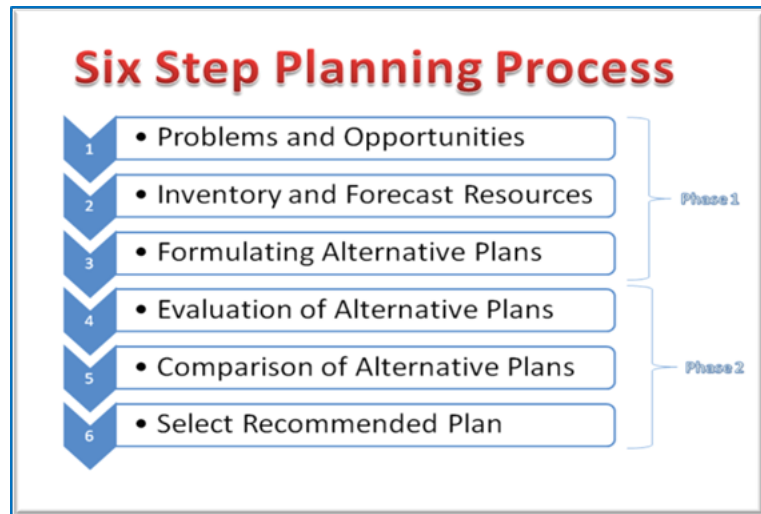 Six Step Planning Process
1 • Problems and Opportunities
2 • Inventory and Forecast Resources
Phase 1
3 • Formulating Alternative Plans
4 • Evaluation of Alternative Plans
5 • Comparison of Alternative Plans
Phase 2
6 • Select Recommended Plan